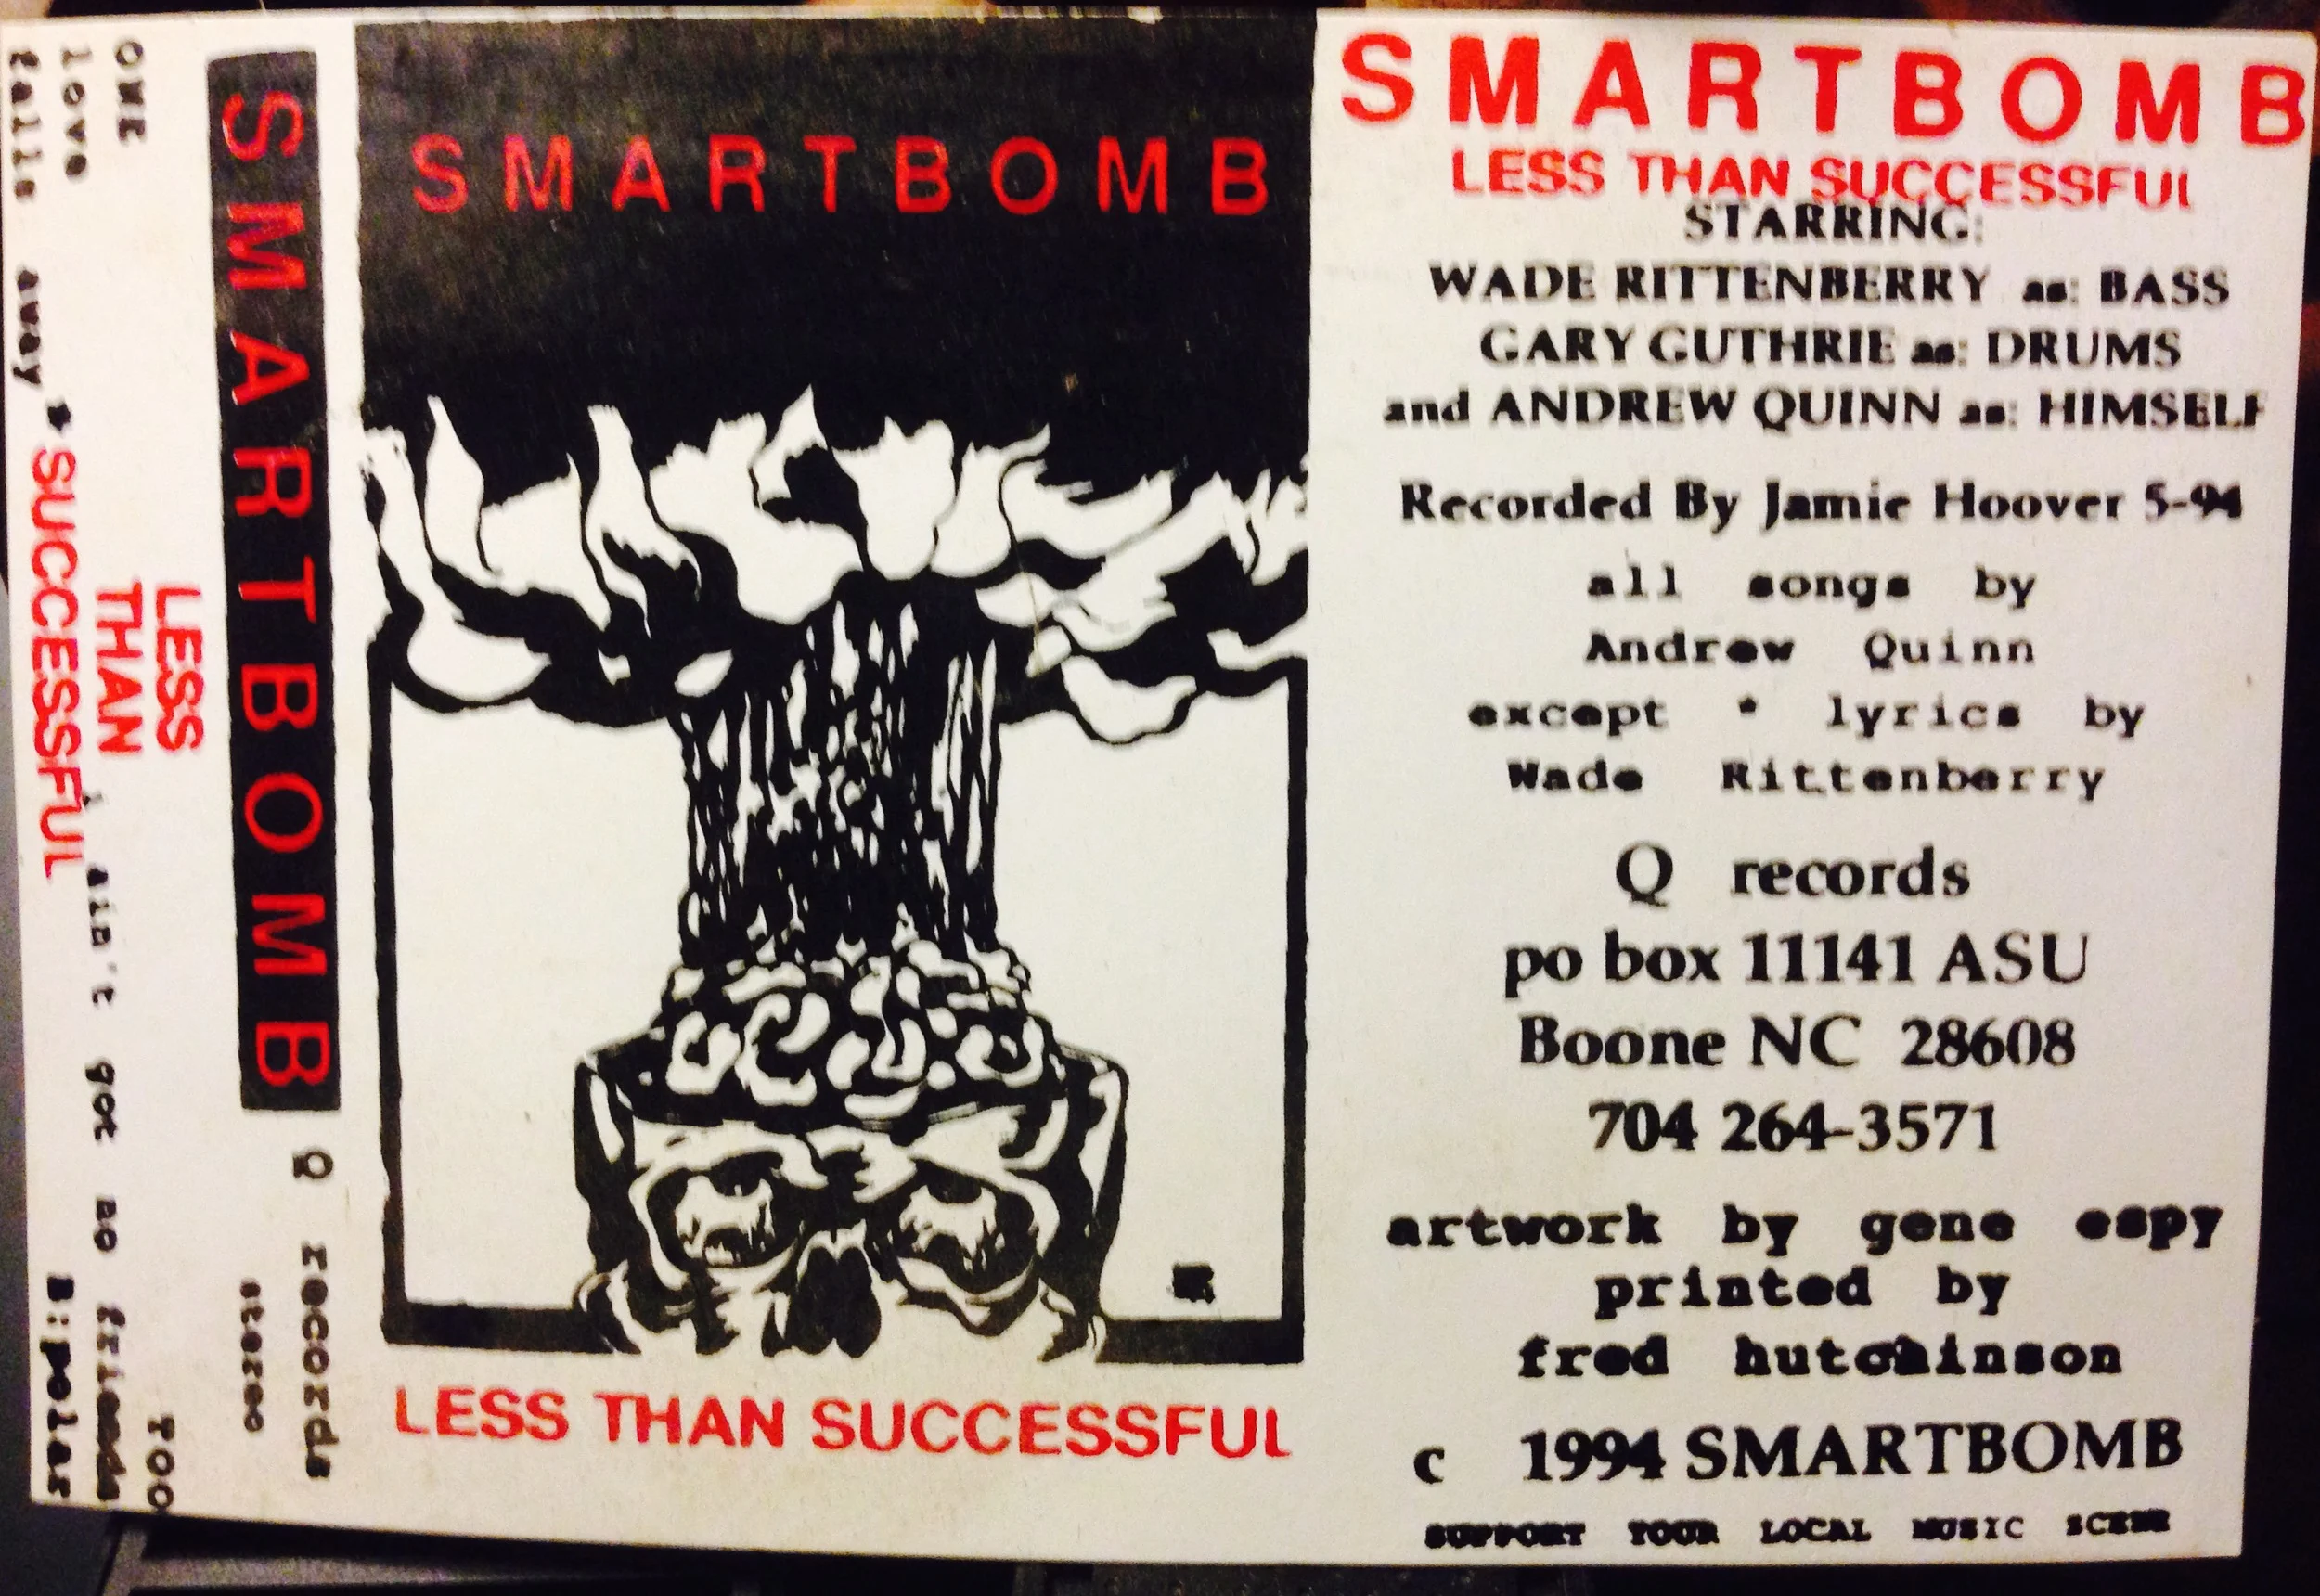 ONE
love
falls away *
LESS
THAN
SUCCESSFUL
i ain't got no friends
TOO
B:polar
SMARTBOMB
Q records
stereo
SMARTBOMB
LESS THAN SUCCESSFUL
SMARTBOMB
LESS THAN SUCCESSFUL
STARRING:
WADE RITTENBERRY as: BASS
GARY GUTHRIE as: DRUMS
and ANDREW QUINN as: HIMSELF
Recorded By Jamie Hoover 5-94
all songs by
Andrew Quinn
except * lyrics by
Wade Rittenberry
Q records
po box 11141 ASU
Boone NC 28608
704 264-3571
artwork by gene espy
printed by
fred hutchinson
c 1994 SMARTBOMB
SUPPORT YOUR LOCAL MUSIC SCENE